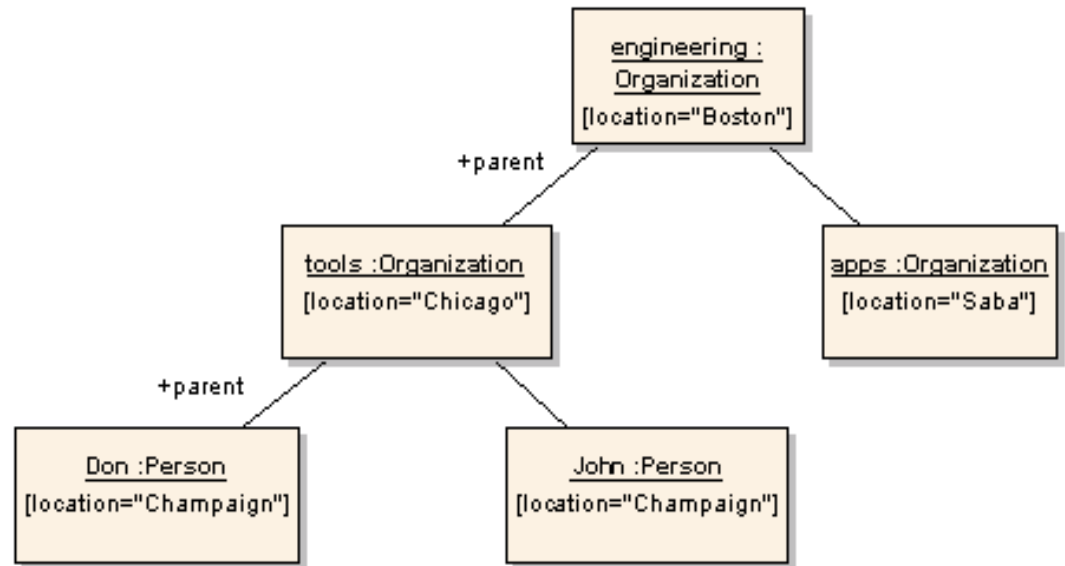 engineering :
Organization
[location="Boston"]
+parent
tools :Organization
[location="Chicago"]
apps :Organization
[location="Saba"]
+parent
Don :Person
[location="Champaign"]
John :Person
[location="Champaign"]